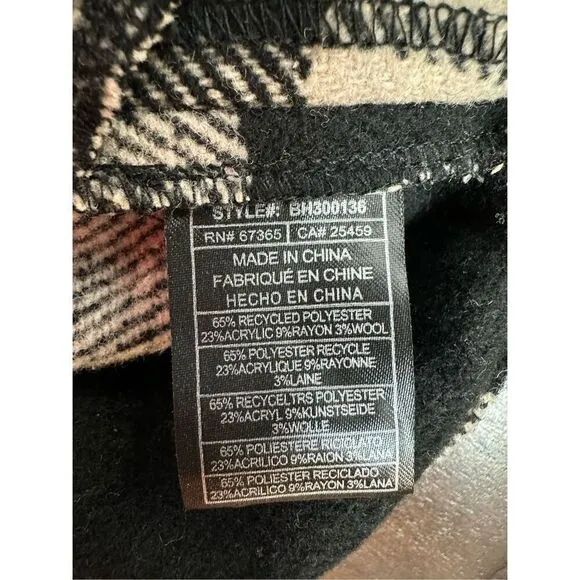 STYLE#: BH300136
RN# 67365 CA# 25459
MADE IN CHINA
FABRIQUÉ EN CHINE
HECHO EN CHINA
65% RECYCLED POLYESTER
23%ACRYLIC 9%RAYON 3%WOOL
65% POLYESTER RECYCLE
23%ACRYLIQUE 9%RAYONNE
3%LAINE
65% RECYCELTRS POLYESTER
23%ACRYL 9%KUNSTSEIDE
3%WOLLE
65% POLIESTERE RICICLATO
23%ACRILICO 9%RAION 3%LANA
65% POLIESTER RECICLADO
23%ACRILICO 9%RAYON 3%LANA